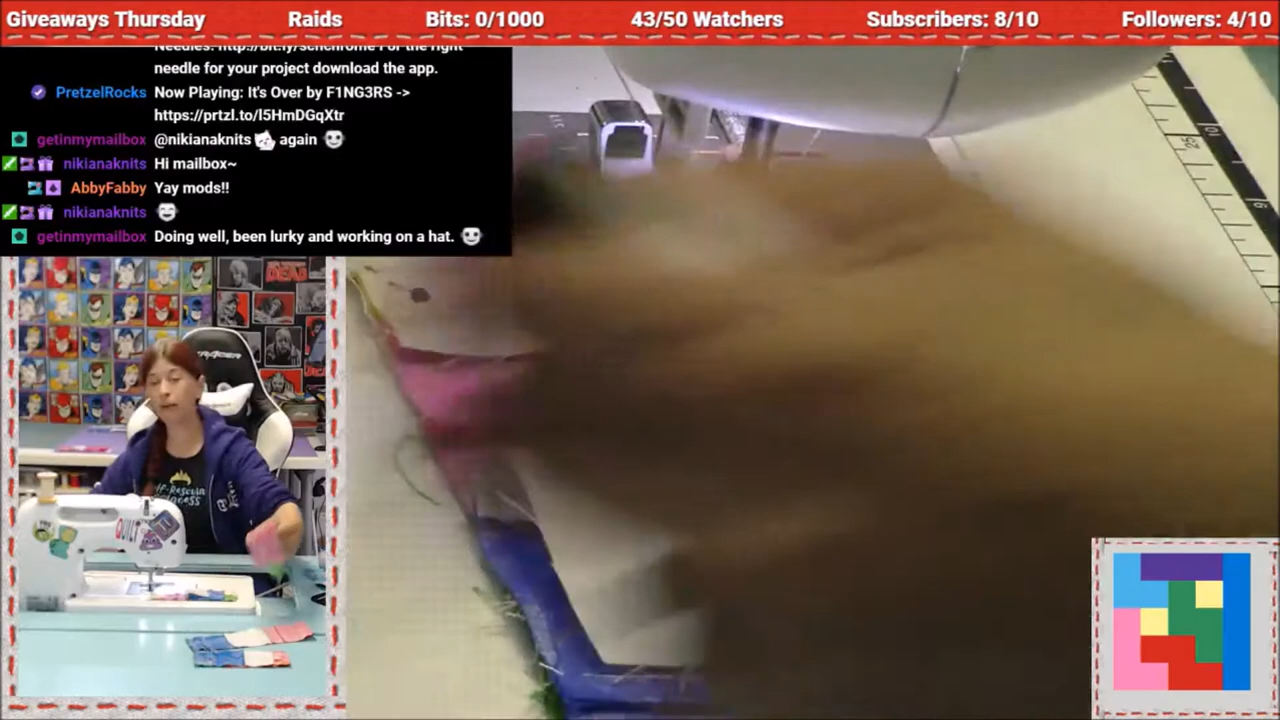 Giveaways Thursday
Raids
Bits: 0/1000
43/50 Watchers
Subscribers: 8/10
Followers: 4/10
needle for your project download the app.
PretzelRocks Now Playing: It's Over by F1NG3RS ->
https://prtzl.to/l5HmDGqXtr
getinmymailbox @nikianaknits again
nikianaknits Hi mailbox~
AbbyFabby Yay mods!!
nikianaknits
getinmymailbox Doing well, been lurky and working on a hat.
DEAD
QUILT